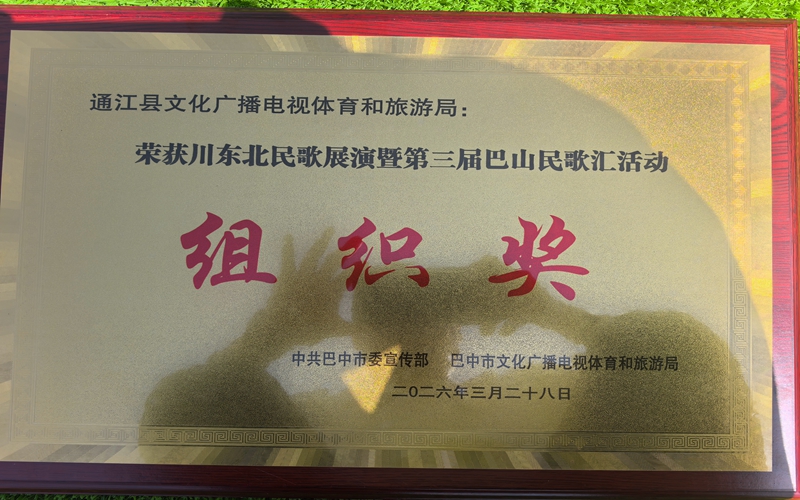 通江县文化广播电视体育和旅游局：
荣获川东北民歌展演暨第三届巴山民歌汇活动
组织奖
中共巴中市委宣传部 巴中市文化广播电视体育和旅游局
二〇二六年三月二十八日